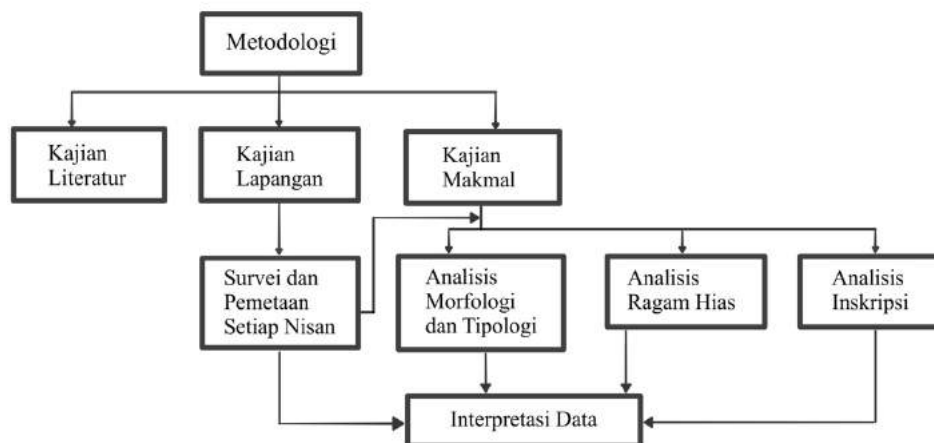 Metodologi
Kajian
Literatur
Kajian
Lapangan
Kajian
Makmal
Survei dan
Pemetaan
Setiap Nisan
Analisis
Morfologi
dan Tipologi
Analisis
Ragam Hias
Analisis
Inskripsi
Interpretasi Data